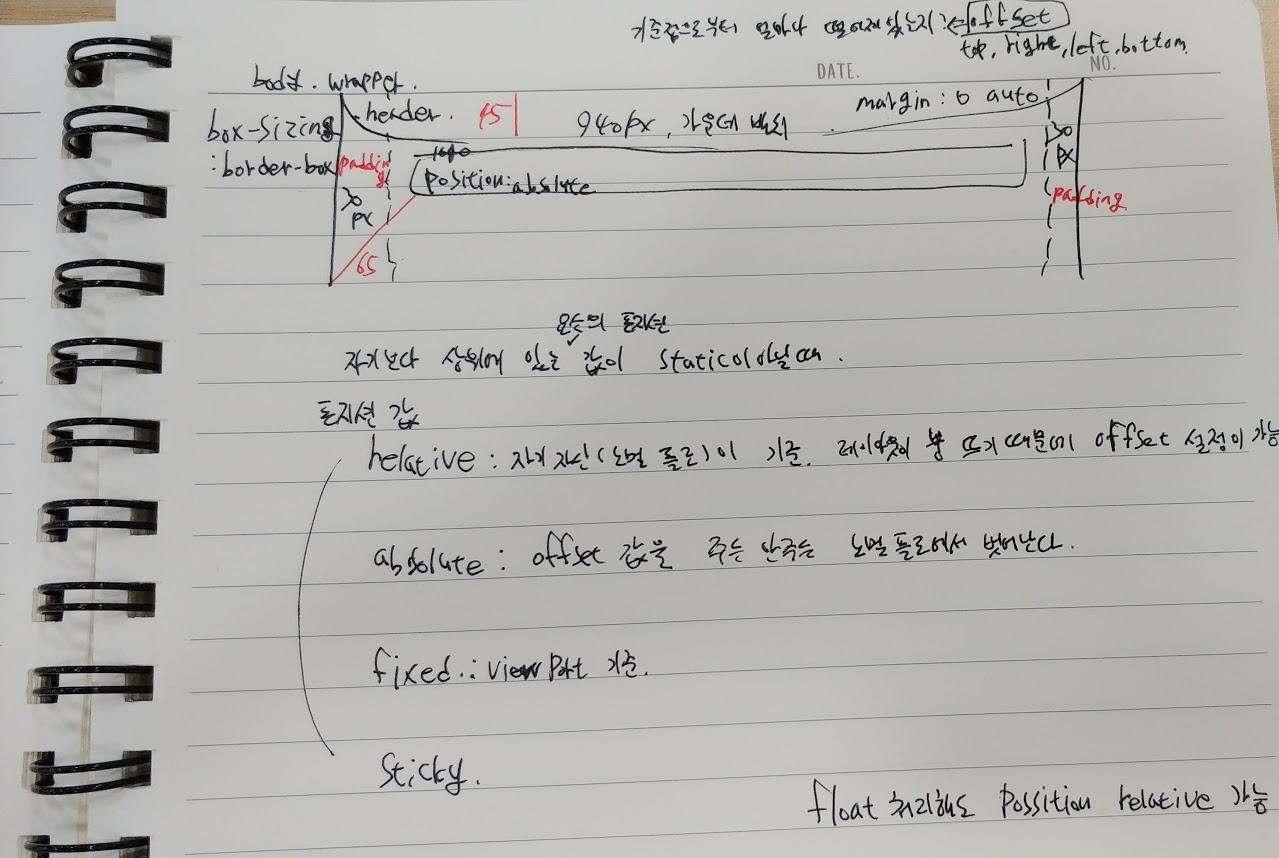 기준점으로부터 얼마나 떨어져 있는지 : offset
top, right, left, bottom
DATE.
NO.
body. wrapper.
header. 45
margin : 0 auto
940px, 가운데 배치
box-sizing
: border-box
padding
30
px
logo
position:absolute
30
px
padding
65
요소의 포지션
자기보다 상위에 있는 값이 static이 아닐 때.
포지션 값
relative : 자기 자신(노멀 플로)이 기준. 레이아웃이 붕 뜨기 때문에 offset 설정이 가능
absolute : offset 값을 주든 안주든 노멀플로에서 벗어난다.
fixed : viewport 기준.
Sticky.
float 처리해도 possition relative 가능